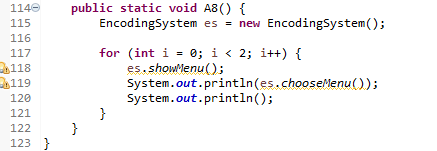 114 public static void A8() {
115 EncodingSystem es = new EncodingSystem();
116
117 for (int i = 0; i < 2; i++) {
118 es.showMenu();
119 System.out.println(es.chooseMenu());
120 System.out.println();
121 }
122 }
123 }